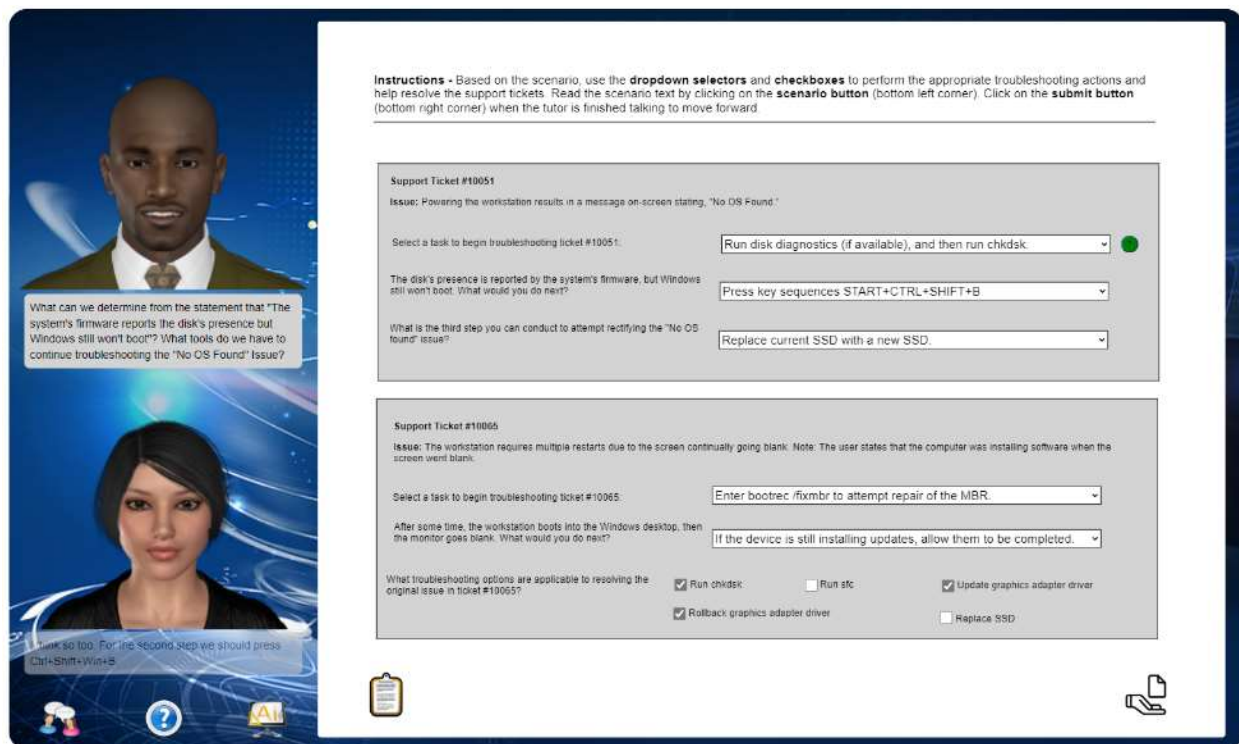 Instructions - Based on the scenario, use the dropdown selectors and checkboxes to perform the appropriate troubleshooting actions and
help resolve the support tickets. Read the scenario text by clicking on the scenario button (bottom left corner). Click on the submit button
(bottom right corner) when the tutor is finished talking to move forward
Support Ticket #10051
Issue: Powering the workstation results in a message on-screen stating, "No OS Found."
Select a task to begin troubleshooting ticket #10051.
Run disk diagnostics (if available), and then run chkdsk.
The disk's presence is reported by the system's firmware, but Windows
still won't boot. What would you do next?
Press key sequences START+CTRL+SHIFT+B
What is the third step you can conduct to attempt rectifying the "No OS
found" issue?
Replace current SSD with a new SSD.
What can we determine from the statement that "The
system's firmware reports the disk's presence but
Windows still won't boot"? What tools do we have to
continue troubleshooting the "No OS Found" Issue?
Support Ticket #10065
Issue: The workstation requires multiple restarts due to the screen continually going blank. Note: The user states that the computer was installing software when the
screen went blank.
Select a task to begin troubleshooting ticket #10065.
Enter bootrec /fixmbr to attempt repair of the MBR.
After some time, the workstation boots into the Windows desktop, then
the monitor goes blank. What would you do next?
If the device is still installing updates, allow them to be completed.
What troubleshooting options are applicable to resolving the
original issue in ticket #10065?
Run chkdsk
Run sfc
Update graphics adapter driver
Rollback graphics adapter driver
Replace SSD
think so too. For the second step we should press
Ctrl+Shift+Win+B